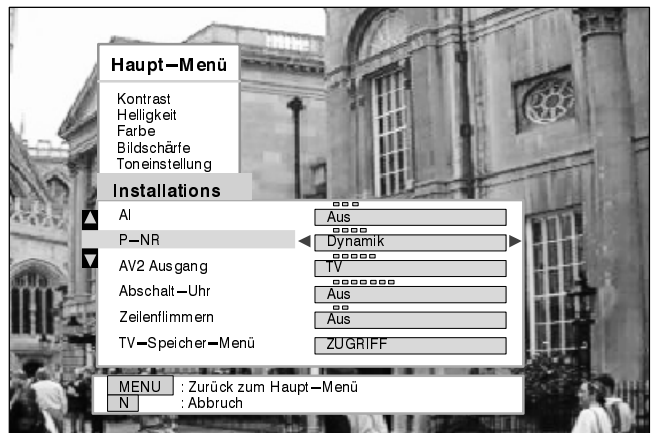 Haupt–Menü
Kontrast
Helligkeit
Farbe
Bildschärfe
Toneinstellung
Installations
AI Aus
P–NR Dynamik
AV2 Ausgang TV
Abschalt–Uhr Aus
Zeilenflimmern Aus
TV–Speicher–Menü ZUGRIFF
MENU : Zurück zum Haupt–Menü
N : Abbruch